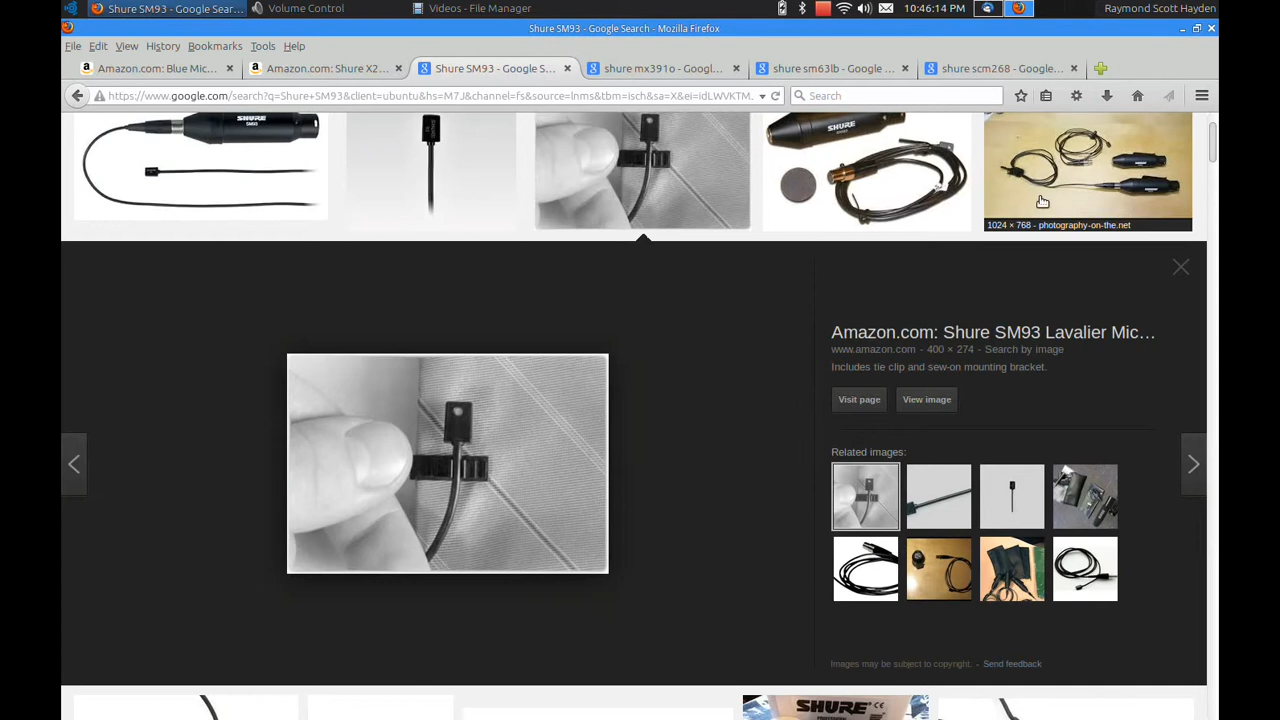 Shure SM93 - Google Sear...
Volume Control
Videos - File Manager
10:46:14 PM
Raymond Scott Hayden
Shure SM93 - Google Search - Mozilla Firefox
File Edit View History Bookmarks Tools Help
Amazon.com: Blue Mic...
Amazon.com: Shure X2...
Shure SM93 - Google S...
shure mx391o - Googl...
shure sm63lb - Google ...
shure scm268 - Google...
https://www.google.com/search?q=Shure+SM93&client=ubuntu&hs=M7J&channel=fs&source=lnms&tbm=isch&sa=X&ei=idLWVKTM
Search
SHURE
SM93
SHURE
1024 × 768 - photography-on-the.net
Amazon.com: Shure SM93 Lavalier Mic...
www.amazon.com - 400 × 274 - Search by image
Includes tie clip and sew-on mounting bracket.
Visit page
View image
Related images:
Images may be subject to copyright. - Send feedback
SHURE